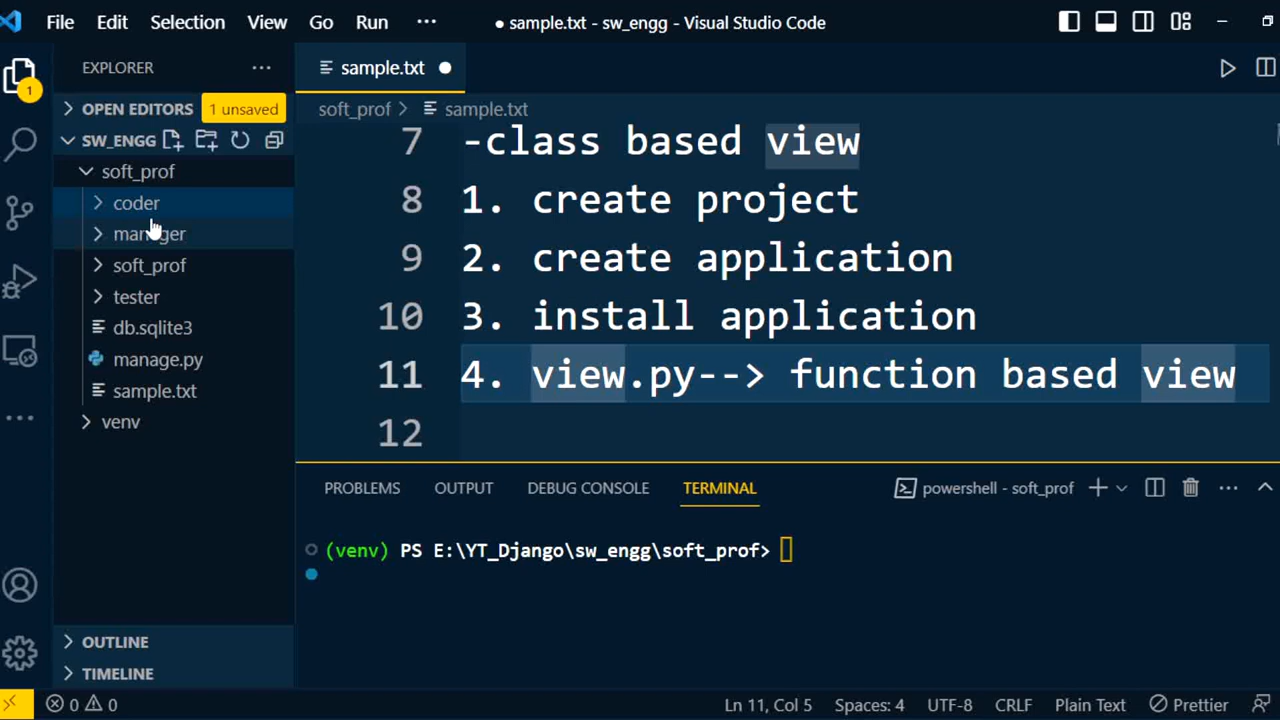 File Edit Selection View Go Run ··· ● sample.txt - sw_engg - Visual Studio Code
EXPLORER ···
sample.txt ●
1
OPEN EDITORS 1 unsaved
soft_prof > sample.txt
SW_ENGG
7 -class based view
soft_prof
coder
8 1. create project
manager
9 2. create application
soft_prof
tester
10 3. install application
db.sqlite3
manage.py
11 4. view.py--> function based view
sample.txt
venv
12
PROBLEMS OUTPUT DEBUG CONSOLE TERMINAL powershell - soft_prof
(venv) PS E:\YT_Django\sw_engg\soft_prof>
OUTLINE
TIMELINE
0 0 Ln 11, Col 5 Spaces: 4 UTF-8 CRLF Plain Text Prettier